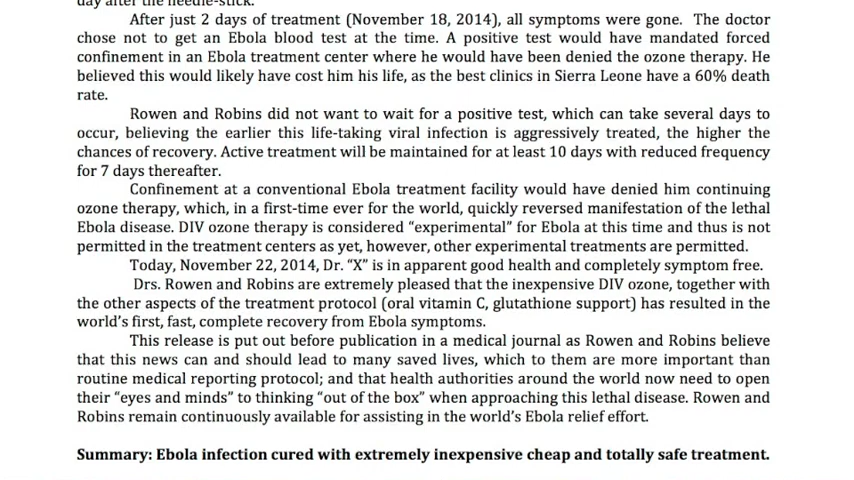 day after the needle-stick.
After just 2 days of treatment (November 18, 2014), all symptoms were gone. The doctor
chose not to get an Ebola blood test at the time. A positive test would have mandated forced
confinement in an Ebola treatment center where he would have been denied the ozone therapy. He
believed this would likely have cost him his life, as the best clinics in Sierra Leone have a 60% death
rate.
Rowen and Robins did not want to wait for a positive test, which can take several days to
occur, believing the earlier this life-taking viral infection is aggressively treated, the higher the
chances of recovery. Active treatment will be maintained for at least 10 days with reduced frequency
for 7 days thereafter.
Confinement at a conventional Ebola treatment facility would have denied him continuing
ozone therapy, which, in a first-time ever for the world, quickly reversed manifestation of the lethal
Ebola disease. DIV ozone therapy is considered “experimental” for Ebola at this time and thus is not
permitted in the treatment centers as yet, however, other experimental treatments are permitted.
Today, November 22, 2014, Dr. “X” is in apparent good health and completely symptom free.
Drs. Rowen and Robins are extremely pleased that the inexpensive DIV ozone, together with
the other aspects of the treatment protocol (oral vitamin C, glutathione support) has resulted in the
world’s first, fast, complete recovery from Ebola symptoms.
This release is put out before publication in a medical journal as Rowen and Robins believe
that this news can and should lead to many saved lives, which to them are more important than
routine medical reporting protocol; and that health authorities around the world now need to open
their “eyes and minds” to thinking “out of the box” when approaching this lethal disease. Rowen and
Robins remain continuously available for assisting in the world’s Ebola relief effort.
Summary: Ebola infection cured with extremely inexpensive cheap and totally safe treatment.